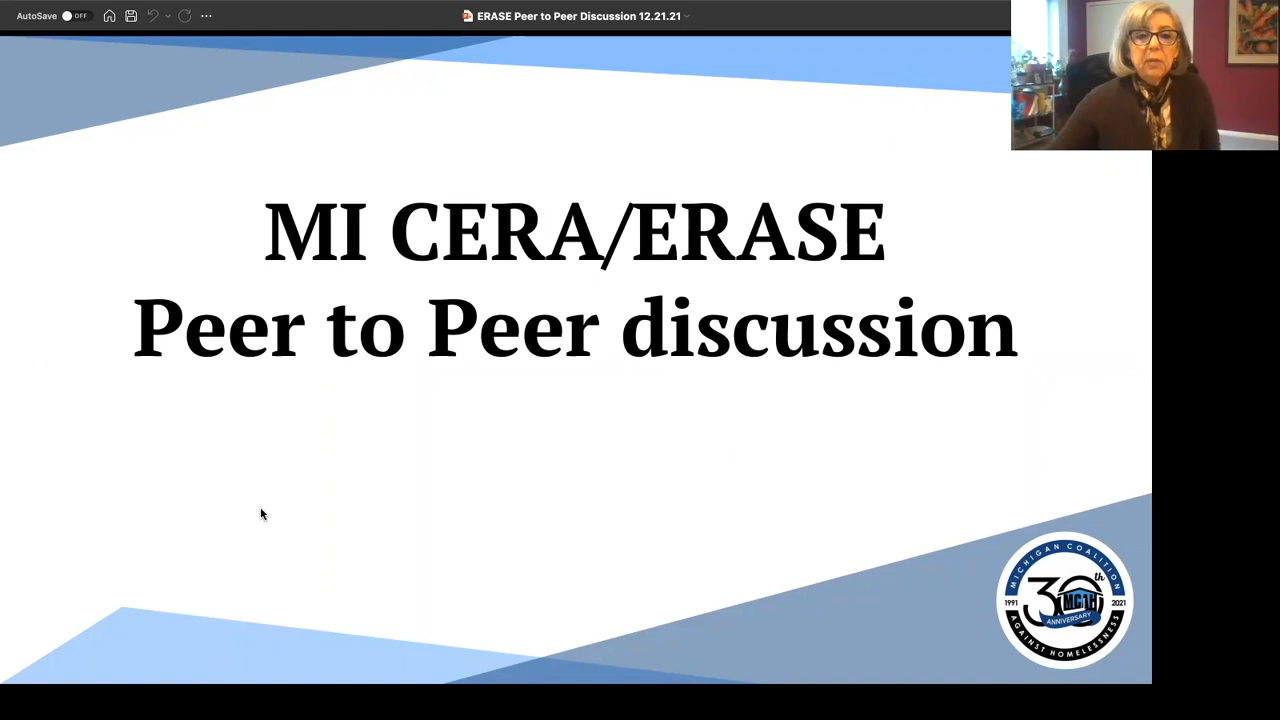 AutoSave OFF
ERASE Peer to Peer Discussion 12.21.21
MI CERA/ERASE
Peer to Peer discussion
MICHIGAN COALITION
30th
1991
MCAH
2021
ANNIVERSARY
AGAINST HOMELESSNESS